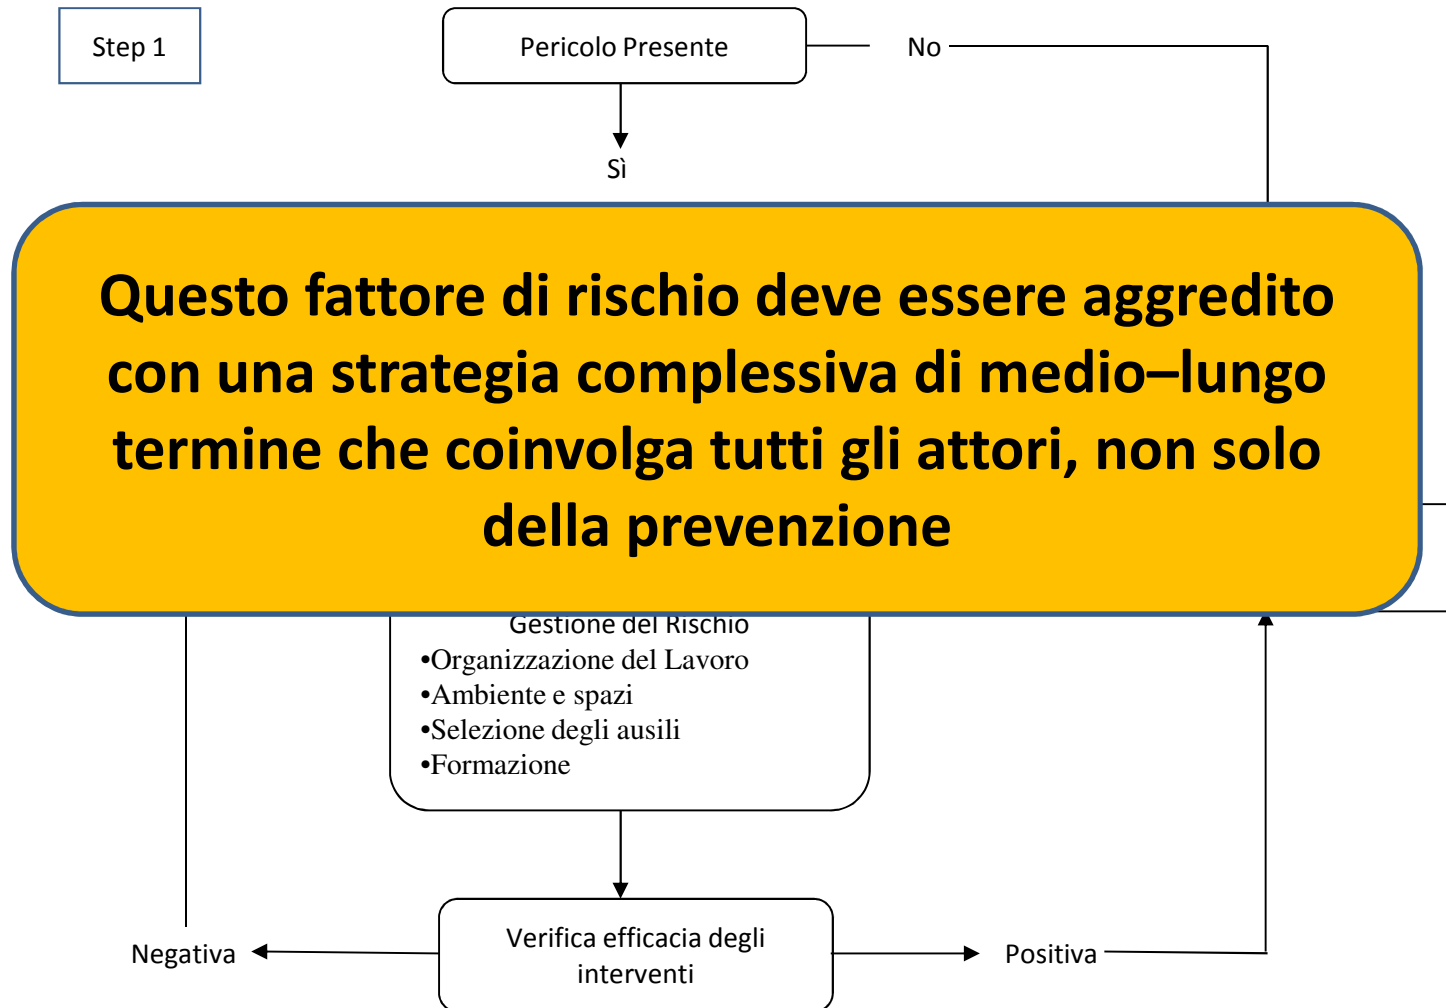 Step 1
Pericolo Presente
No
Sì
Questo fattore di rischio deve essere aggredito
con una strategia complessiva di medio–lungo
termine che coinvolga tutti gli attori, non solo
della prevenzione
Gestione del Rischio
•Organizzazione del Lavoro
•Ambiente e spazi
•Selezione degli ausili
•Formazione
Negativa
Verifica efficacia degli
interventi
Positiva